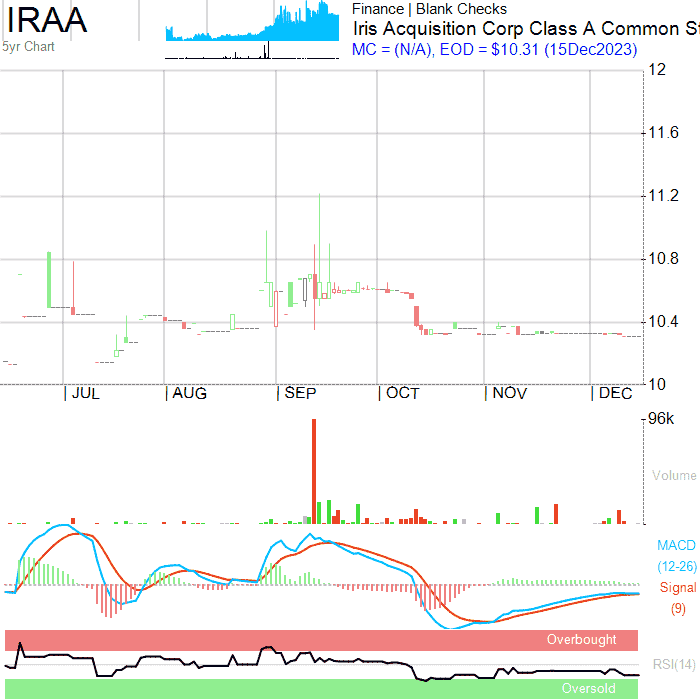 IRAA
5yr Chart
Finance | Blank Checks
Iris Acquisition Corp Class A Common St
MC = (N/A), EOD = $10.31 (15Dec2023)
12
11.6
11.2
10.8
10.4
10
| JUL | AUG | SEP | OCT | NOV | DEC
96k
Volume
MACD
(12-26)
Signal
(9)
Overbought
RSI(14)
Oversold